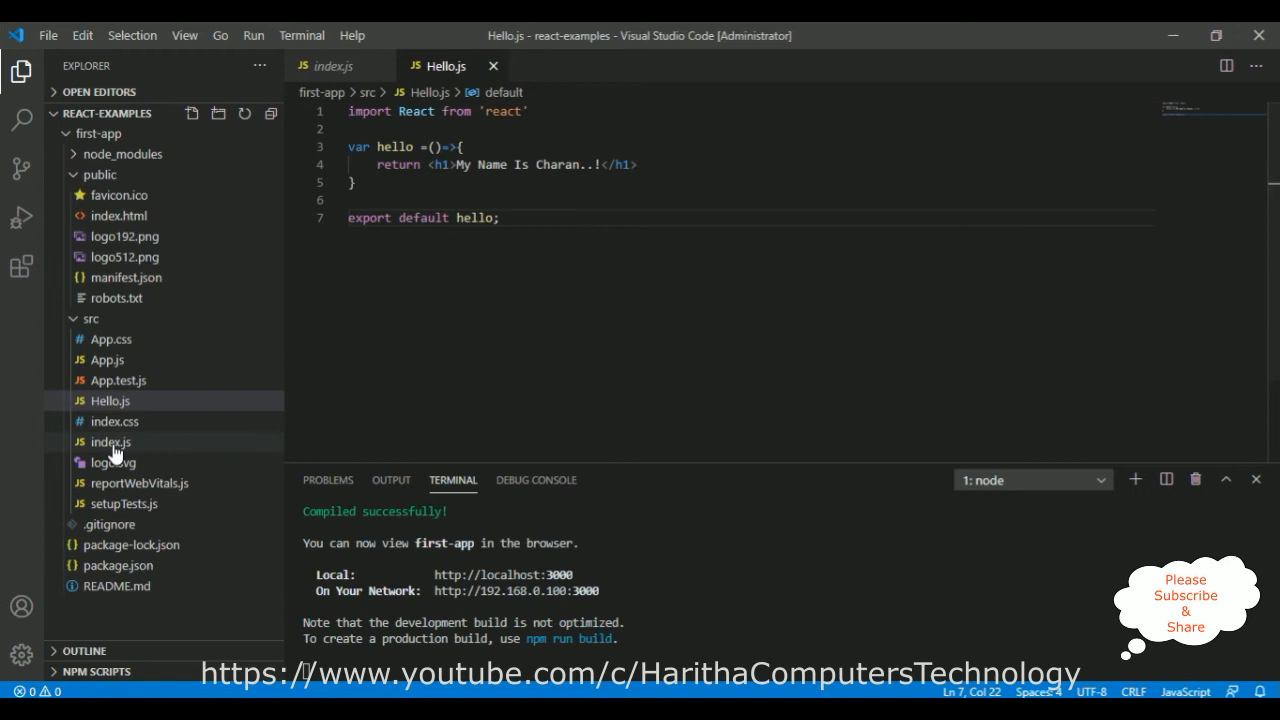 File Edit Selection View Go Run Terminal Help
Hello.js - react-examples - Visual Studio Code [Administrator]
EXPLORER
OPEN EDITORS
REACT-EXAMPLES
first-app
node_modules
public
favicon.ico
index.html
logo192.png
logo512.png
manifest.json
robots.txt
src
App.css
App.js
App.test.js
Hello.js
index.css
index.js
logo.svg
reportWebVitals.js
setupTests.js
.gitignore
package-lock.json
package.json
README.md
OUTLINE
NPM SCRIPTS
JS index.js JS Hello.js
first-app > src > JS Hello.js > default
1 import React from 'react'
2
3 var hello =()=>{
4 return <h1>My Name Is Charan..!</h1>
5 }
6
7 export default hello;
PROBLEMS OUTPUT TERMINAL DEBUG CONSOLE 1: node
Compiled successfully!
You can now view first-app in the browser.
Local: http://localhost:3000
On Your Network: http://192.168.0.100:3000
Note that the development build is not optimized.
To create a production build, use npm run build.
Please
Subscribe
&
Share
https://www.youtube.com/c/HarithaComputersTechnology
0 0 Ln 7, Col 22 Spaces: 4 UTF-8 CRLF JavaScript